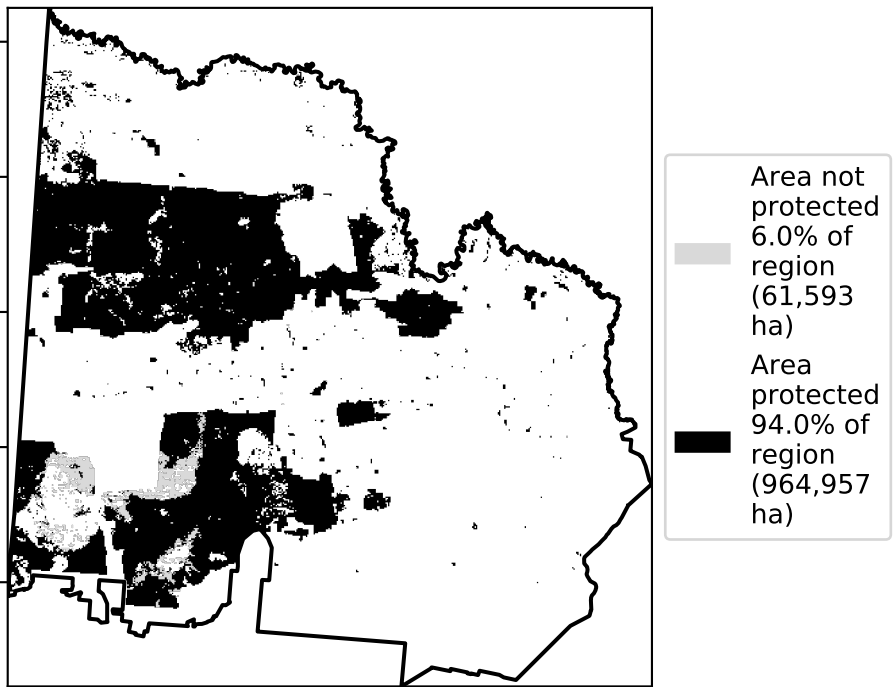 Area not
protected
6.0% of
region
(61,593
ha)
Area
protected
94.0% of
region
(964,957
ha)